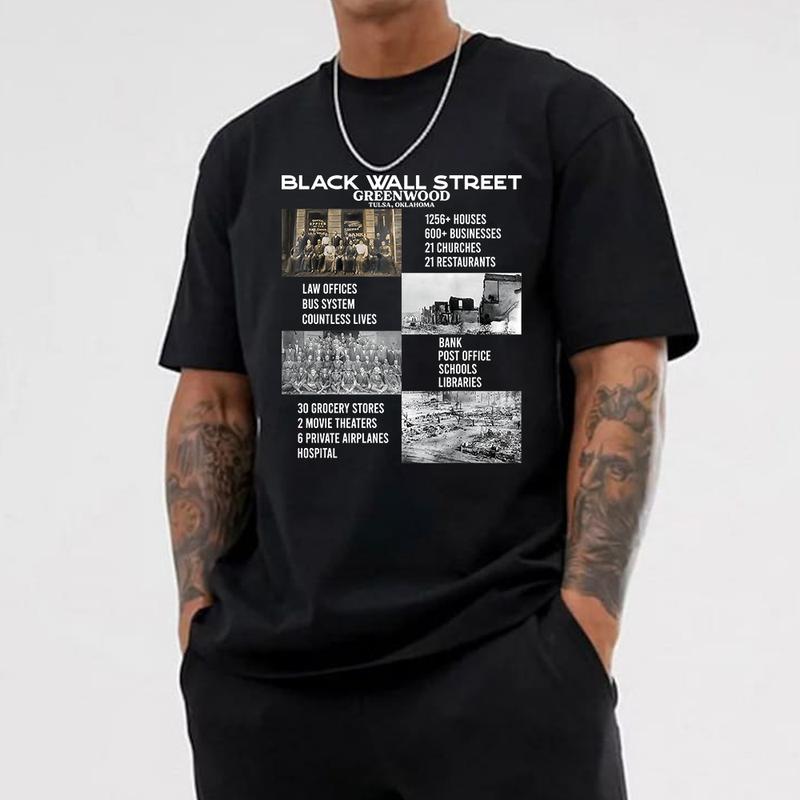 BLACK WALL STREET
GREENWOOD
TULSA, OKLAHOMA
1256+ HOUSES
600+ BUSINESSES
21 CHURCHES
21 RESTAURANTS
LAW OFFICES
BUS SYSTEM
COUNTLESS LIVES
BANK
POST OFFICE
SCHOOLS
LIBRARIES
30 GROCERY STORES
2 MOVIE THEATERS
6 PRIVATE AIRPLANES
HOSPITAL